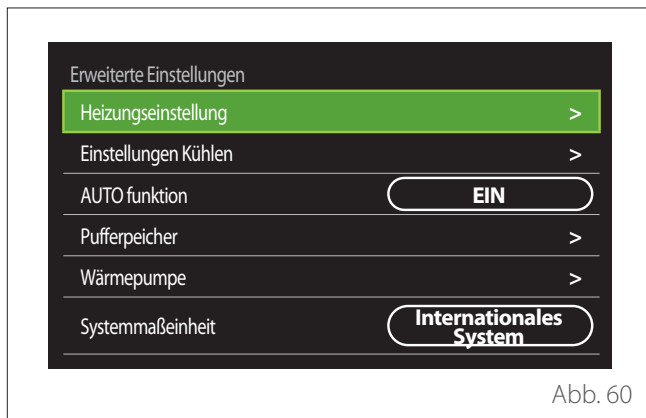 Erweiterte Einstellungen
Heizungseinstellung >
Einstellungen Kühlen >
AUTO funktion EIN
Pufferpeicher >
Wärmepumpe >
Systemmaßeinheit Internationales
System
Abb. 60